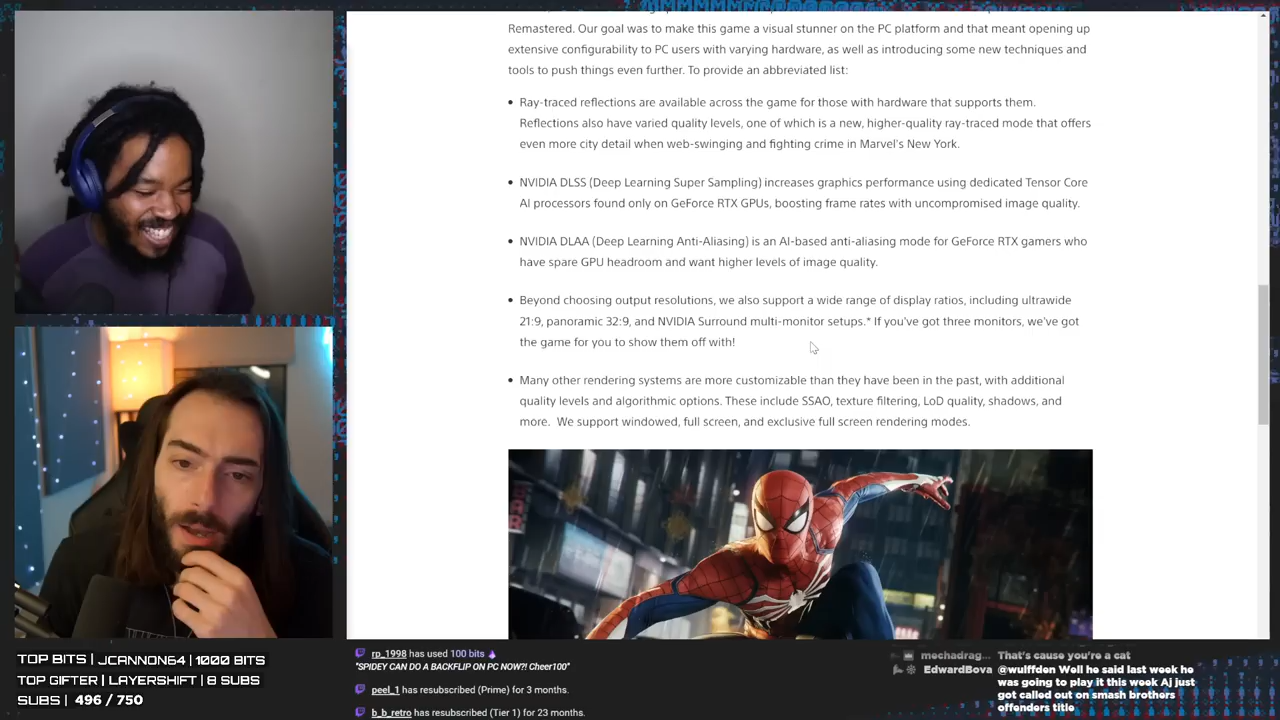 Remastered. Our goal was to make this game a visual stunner on the PC platform and that meant opening up
extensive configurability to PC users with varying hardware, as well as introducing some new techniques and
tools to push things even further. To provide an abbreviated list:
Ray-traced reflections are available across the game for those with hardware that supports them.
Reflections also have varied quality levels, one of which is a new, higher-quality ray-traced mode that offers
even more city detail when web-swinging and fighting crime in Marvel's New York.
NVIDIA DLSS (Deep Learning Super Sampling) increases graphics performance using dedicated Tensor Core
AI processors found only on GeForce RTX GPUs, boosting frame rates with uncompromised image quality.
NVIDIA DLAA (Deep Learning Anti-Aliasing) is an AI-based anti-aliasing mode for GeForce RTX gamers who
have spare GPU headroom and want higher levels of image quality.
Beyond choosing output resolutions, we also support a wide range of display ratios, including ultrawide
21:9, panoramic 32:9, and NVIDIA Surround multi-monitor setups.* If you've got three monitors, we've got
the game for you to show them off with!
Many other rendering systems are more customizable than they have been in the past, with additional
quality levels and algorithmic options. These include SSAO, texture filtering, LoD quality, shadows, and
more. We support windowed, full screen, and exclusive full screen rendering modes.
TOP BITS | JCANNON64 | 1000 BITS
TOP GIFTER | LAYERSHIFT | 8 SUBS
SUBS | 496 / 750
rp_1998 has used 100 bits
"SPIDEY CAN DO A BACKFLIP ON PC NOW?! Cheer100"
peel_1 has resubscribed (Prime) for 3 months.
b_b_retro has resubscribed (Tier 1) for 23 months.
mechadrag... That's cause you're a cat
EdwardBova @wulffden Well he said last week he
was going to play it this week Aj just
got called out on smash brothers
offenders title